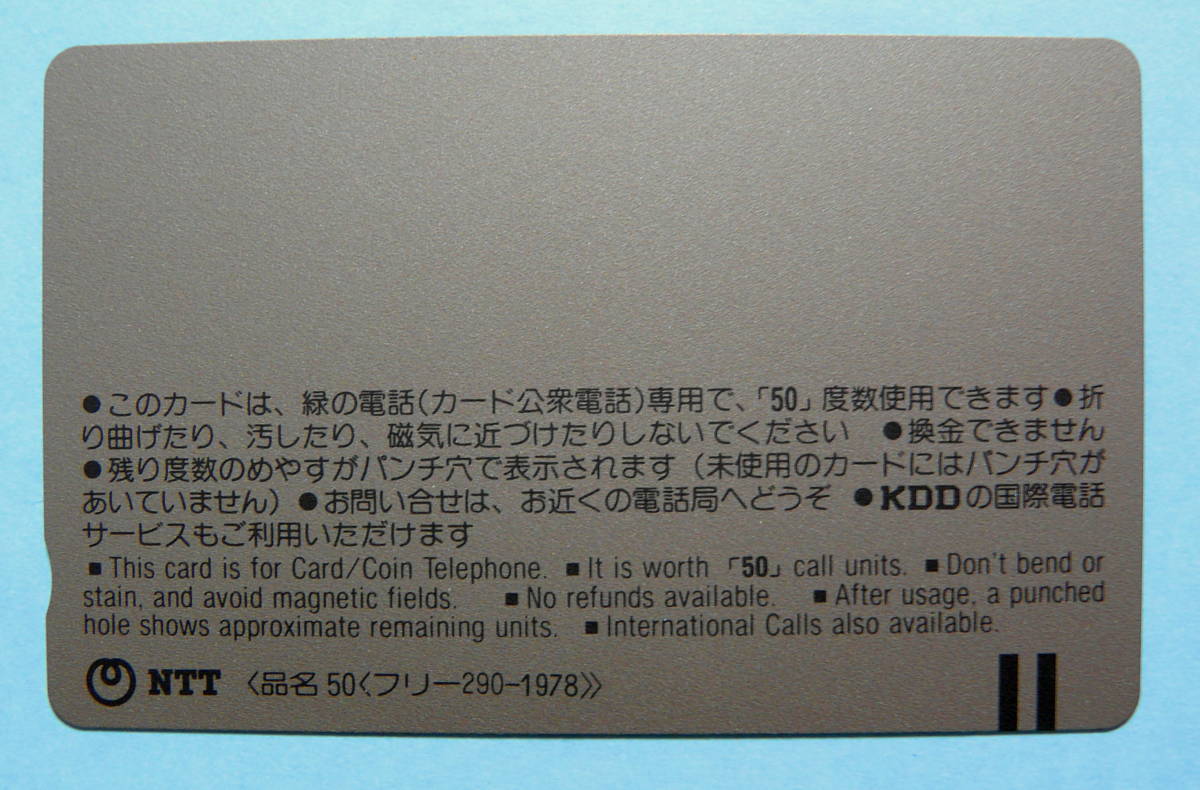 ●このカードは、緑の電話(カード公衆電話)専用で、「50」度数使用できます●折
り曲げたり、汚したり、磁気に近づけたりしないでください ●換金できません
●残り度数のめやすがパンチ穴で表示されます(未使用のカードにはパンチ穴が
あいていません)●お問い合せは、お近くの電話局へどうぞ ●KDDの国際電話
サービスもご利用いただけます
■This card is for Card/Coin Telephone. ■It is worth 「50」 call units. ■Don't bend or
stain, and avoid magnetic fields. ■No refunds available. ■After usage, a punched
hole shows approximate remaining units. ■International Calls also available.
NTT 〈品名 50〈フリー290-1978〉〉